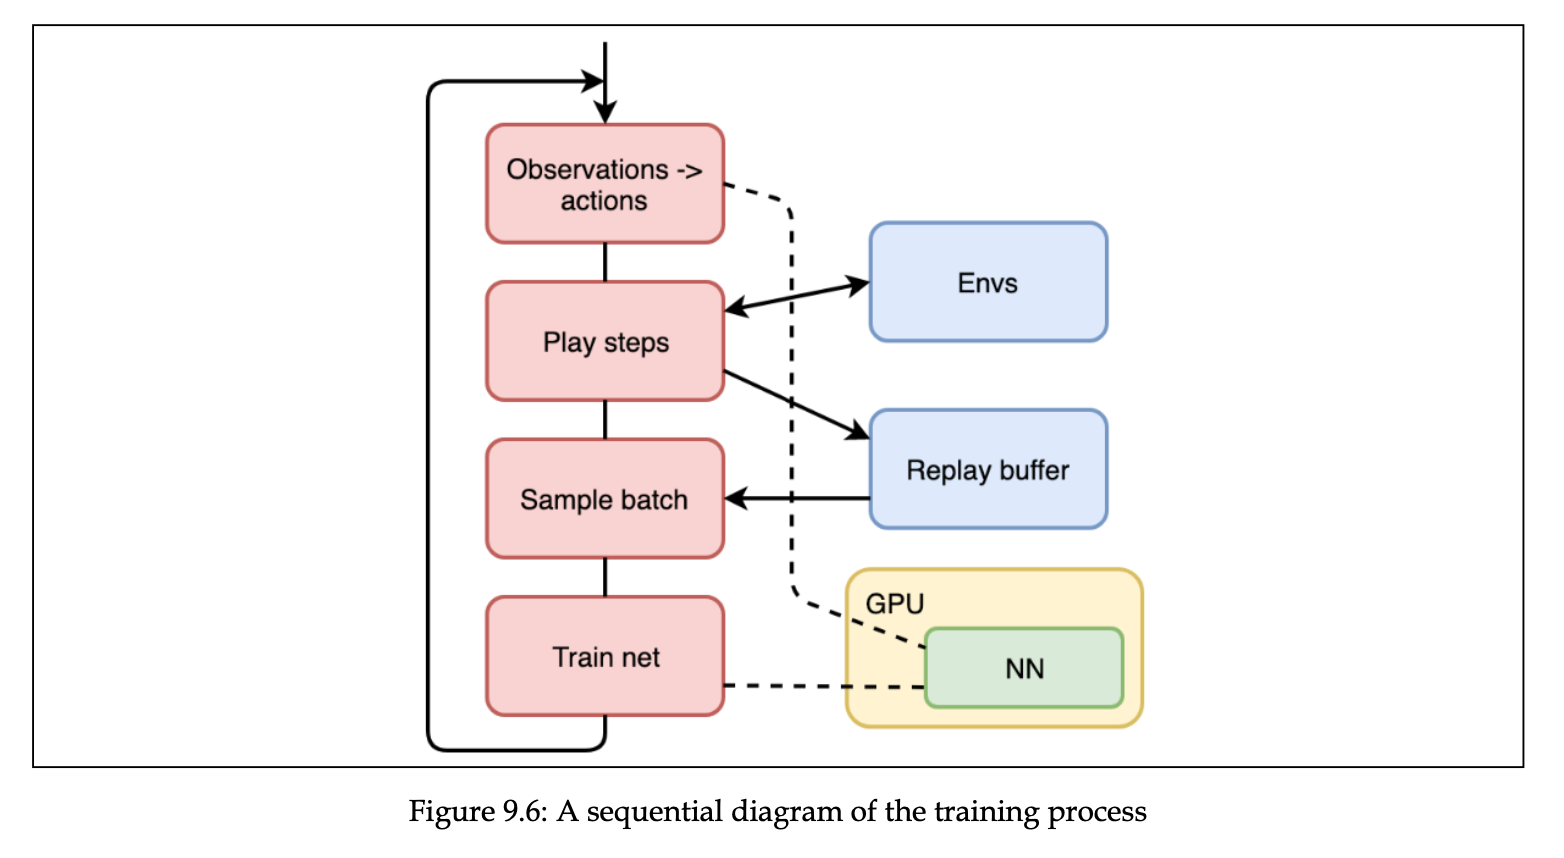 Observations ->
actions
Envs
Play steps
Replay buffer
Sample batch
GPU
Train net
NN
Figure 9.6: A sequential diagram of the training process